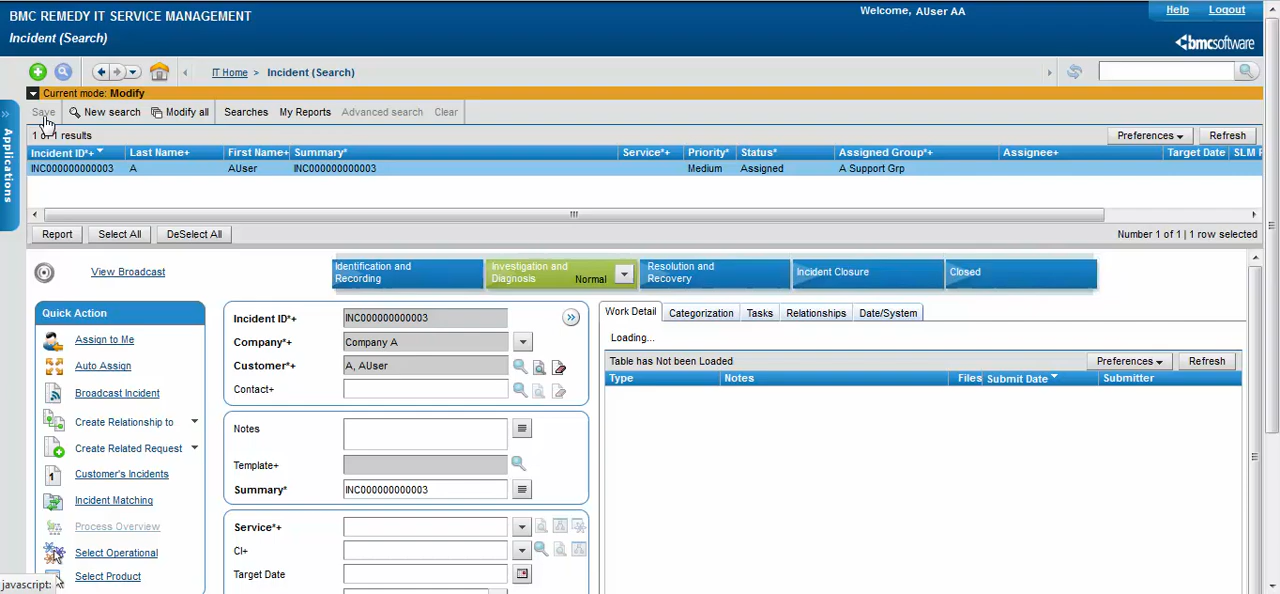 BMC REMEDY IT SERVICE MANAGEMENT
Welcome, AUser AA
Help
Logout
Incident (Search)
bmcsoftware
IT Home > Incident (Search)
Current mode: Modify
Save
New search
Modify all
Searches
My Reports
Advanced search
Clear
1 of 1 results
Preferences
Refresh
Incident ID*+ Last Name+ First Name+ Summary* Service*+ Priority* Status* Assigned Group*+ Assignee+ Target Date SLM
INC000000000003 A AUser INC000000000003 Medium Assigned A Support Grp
Report
Select All
DeSelect All
Number 1 of 1 | 1 row selected
View Broadcast
Identification and
Recording
Investigation and
Diagnosis Normal
Resolution and
Recovery
Incident Closure
Closed
Applications
Quick Action
Assign to Me
Auto Assign
Broadcast Incident
Create Relationship to
Create Related Request
1
Customer's Incidents
Incident Matching
Process Overview
Select Operational
Select Product
javascript:
Incident ID*+ INC000000000003
Company*+ Company A
Customer*+ A, AUser
Contact+
Notes
Template+
Summary* INC000000000003
Service*+
CI+
Target Date
Work Detail
Categorization
Tasks
Relationships
Date/System
Loading...
Table has Not been Loaded
Preferences
Refresh
Type Notes Files Submit Date Submitter